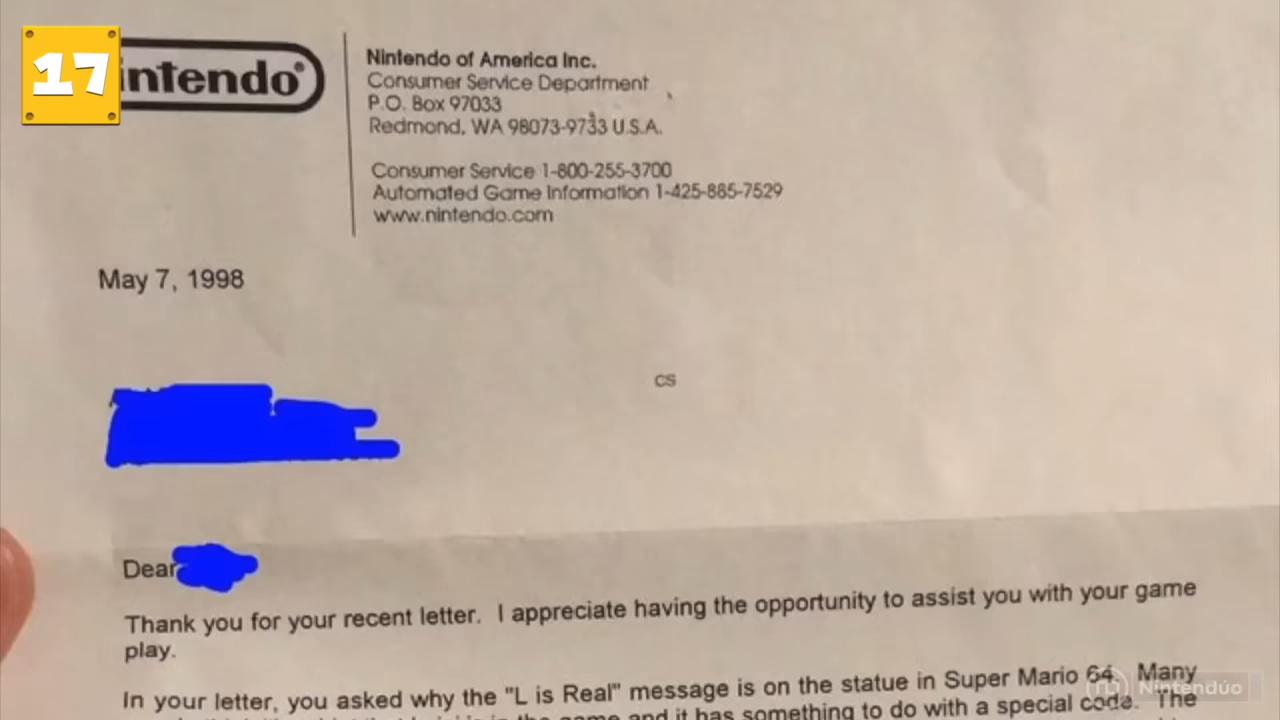 17
intendo®
Nintendo of America Inc.
Consumer Service Department
P.O. Box 97033
Redmond, WA 98073-9733 U.S.A.
Consumer Service 1-800-255-3700
Automated Game Information 1-425-885-7529
www.nintendo.com
May 7, 1998
cs
Dear
Thank you for your recent letter. I appreciate having the opportunity to assist you with your game
play.
In your letter, you asked why the "L is Real" message is on the statue in Super Mario 64. Many
and it has something to do with a special code. The
Nintendúo